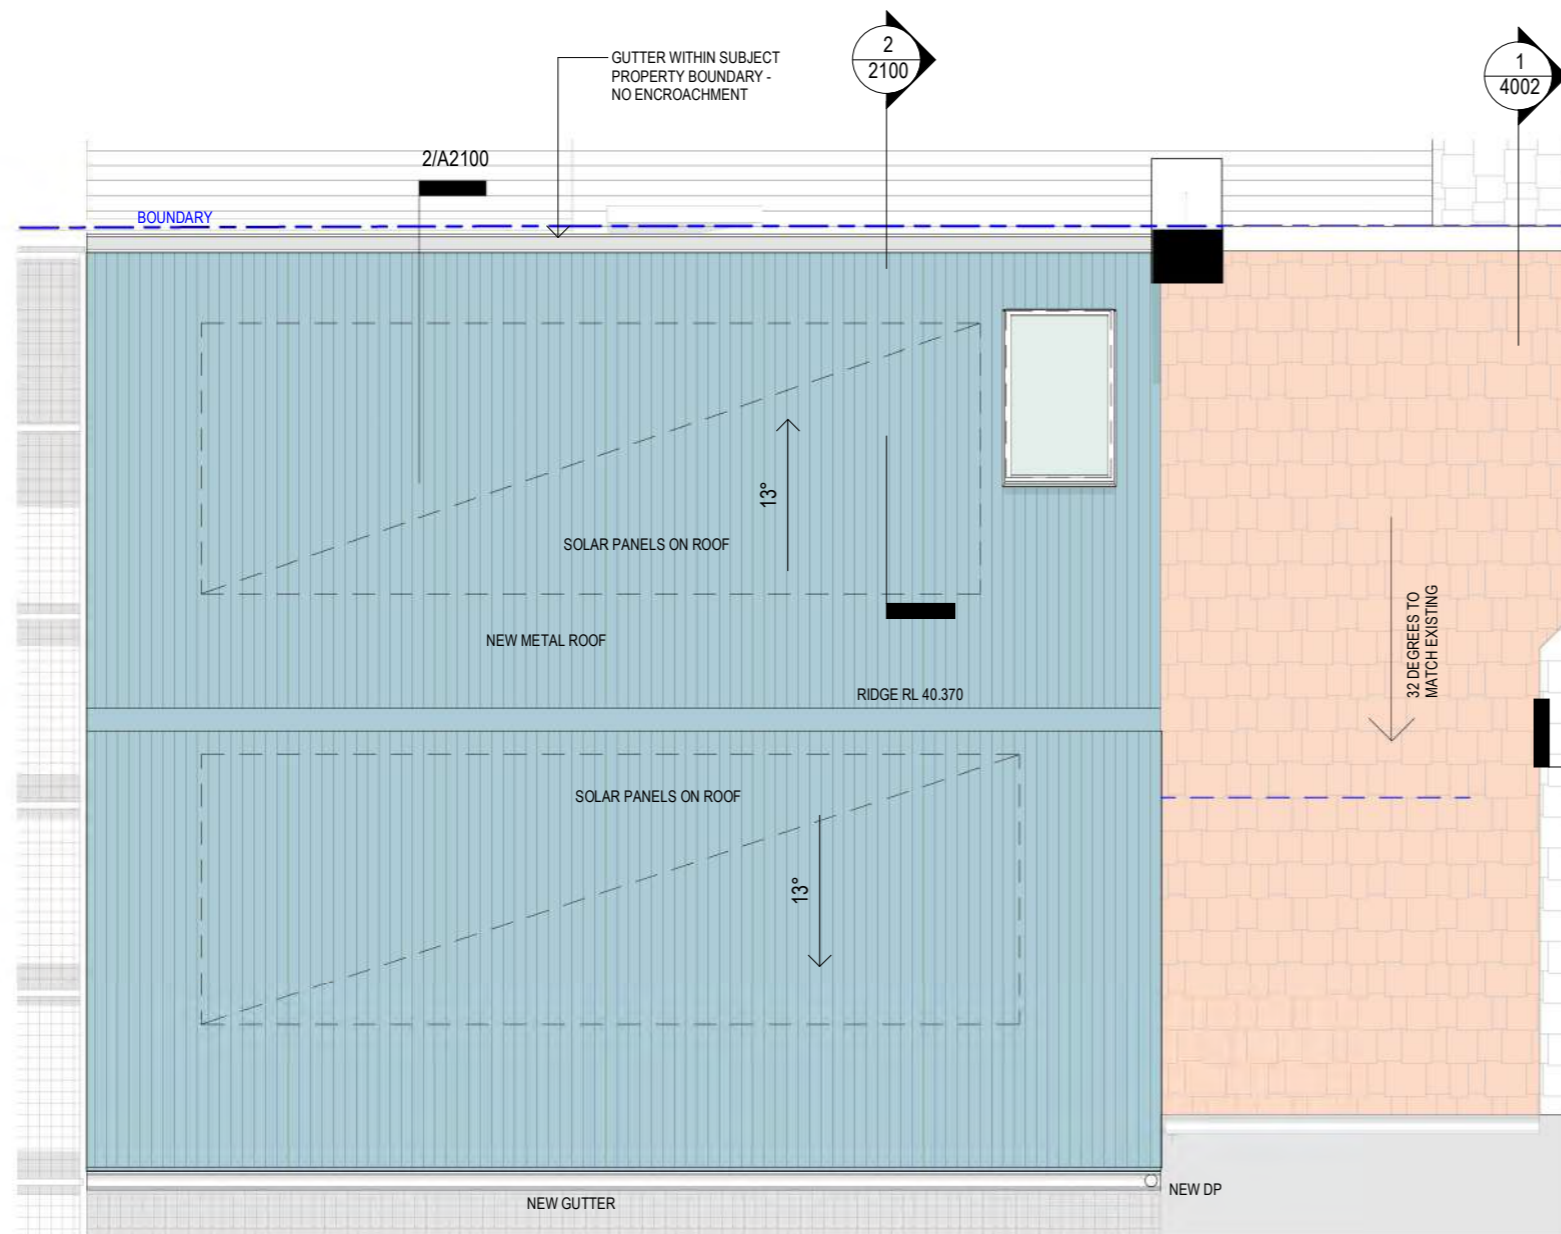 GUTTER WITHIN SUBJECT
PROPERTY BOUNDARY -
NO ENCROACHMENT
2
2100
1
4002
2/A2100
BOUNDARY
13°
SOLAR PANELS ON ROOF
NEW METAL ROOF
32 DEGREES TO
MATCH EXISTING
RIDGE RL 40.370
SOLAR PANELS ON ROOF
13°
NEW GUTTER
NEW DP